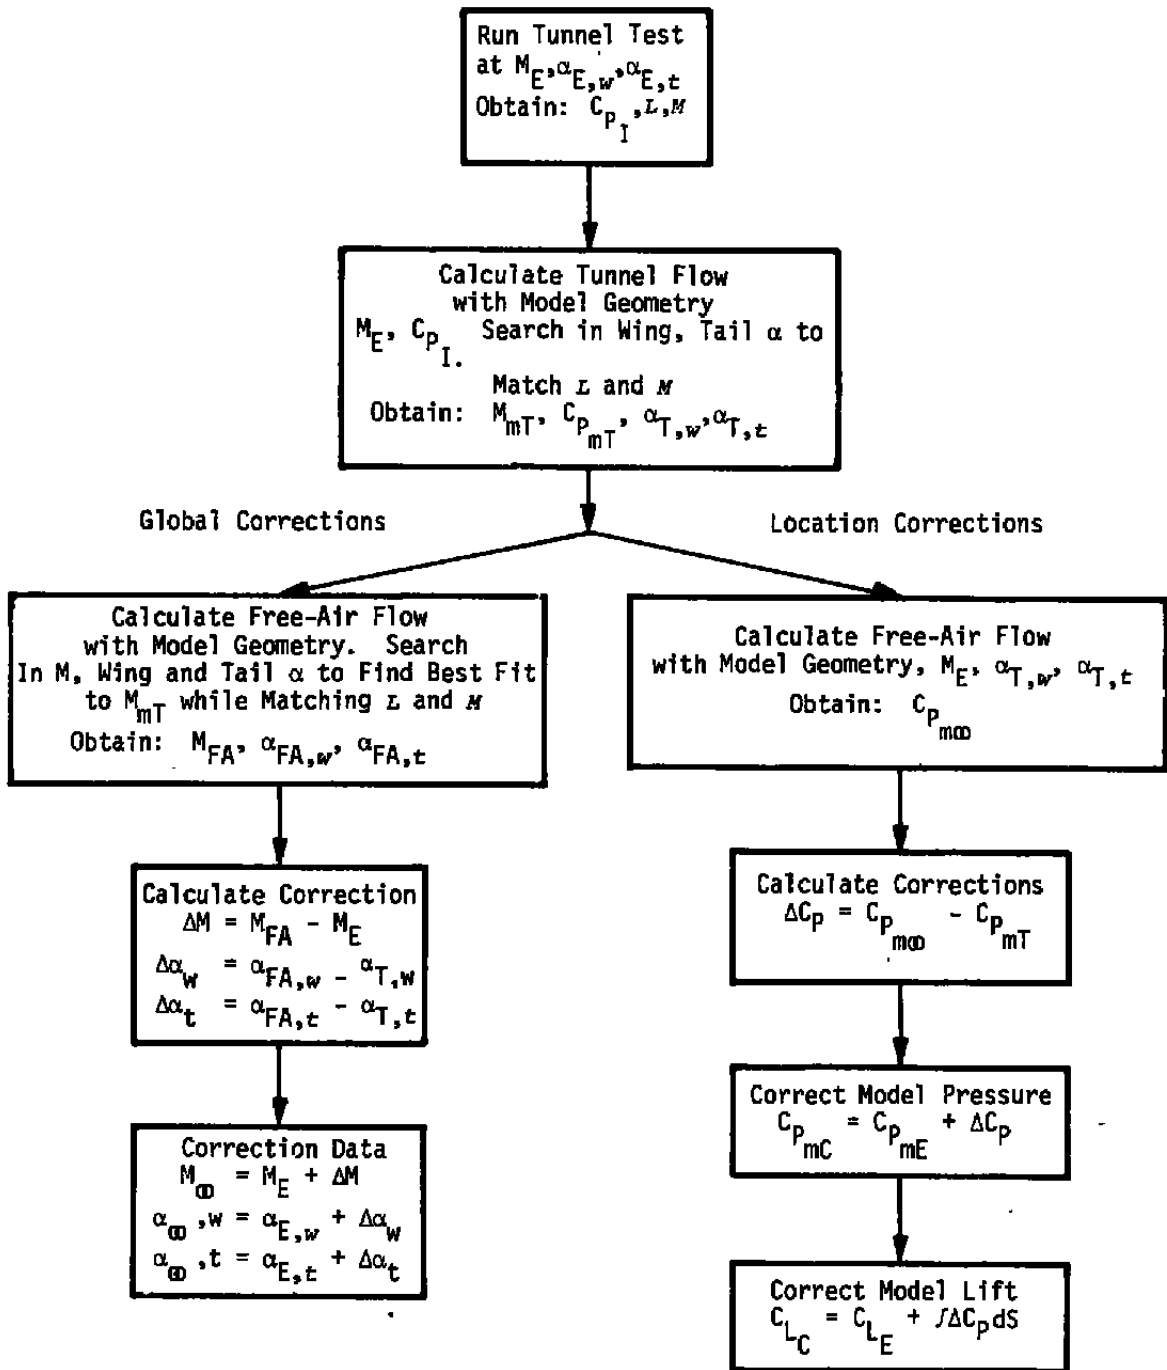 Run Tunnel Test
at M_E, α_E,w, α_E,t
Obtain: C_p_I, L, M
Calculate Tunnel Flow
with Model Geometry
M_E, C_p_I. Search in Wing, Tail α to
Match L and M
Obtain: M_mT, C_p_mT, α_T,w, α_T,t
Global Corrections
Location Corrections
Calculate Free-Air Flow
with Model Geometry. Search
In M, Wing and Tail α to Find Best Fit
to M_mT while Matching L and M
Obtain: M_FA, α_FA,w, α_FA,t
Calculate Free-Air Flow
with Model Geometry, M_E, α_T,w, α_T,t
Obtain: C_p_m∞
Calculate Correction
ΔM = M_FA - M_E
Δα_w = α_FA,w - α_T,w
Δα_t = α_FA,t - α_T,t
Calculate Corrections
ΔC_p = C_p_m∞ - C_p_mT
Correction Data
M_∞ = M_E + ΔM
α_∞,w = α_E,w + Δα_w
α_∞,t = α_E,t + Δα_t
Correct Model Pressure
C_p_mC = C_p_mE + ΔC_p
Correct Model Lift
C_L_C = C_L_E + ∫ΔC_p dS